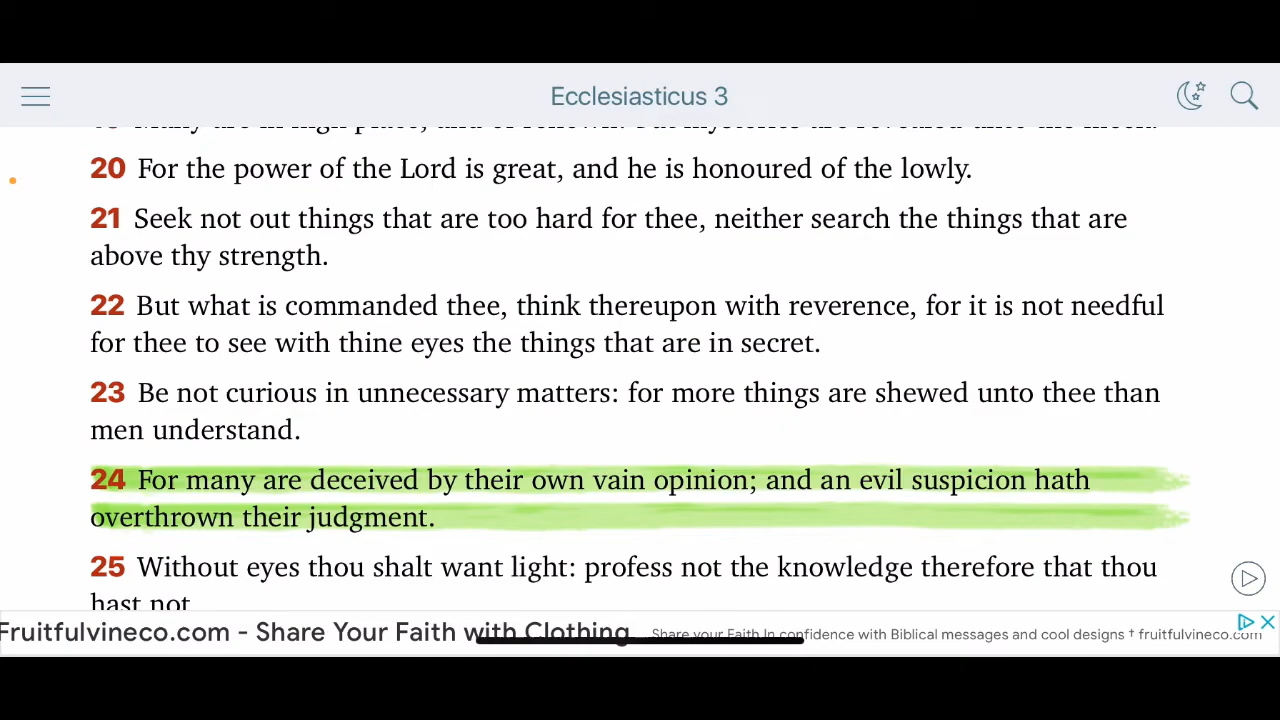 Ecclesiasticus 3
20 For the power of the Lord is great, and he is honoured of the lowly.
21 Seek not out things that are too hard for thee, neither search the things that are
above thy strength.
22 But what is commanded thee, think thereupon with reverence, for it is not needful
for thee to see with thine eyes the things that are in secret.
23 Be not curious in unnecessary matters: for more things are shewed unto thee than
men understand.
24 For many are deceived by their own vain opinion; and an evil suspicion hath
overthrown their judgment.
25 Without eyes thou shalt want light: profess not the knowledge therefore that thou
hast not
Fruitfulvineco.com - Share Your Faith with Clothing Share your Faith In confidence with Biblical messages and cool designs † fruitfulvineco.com